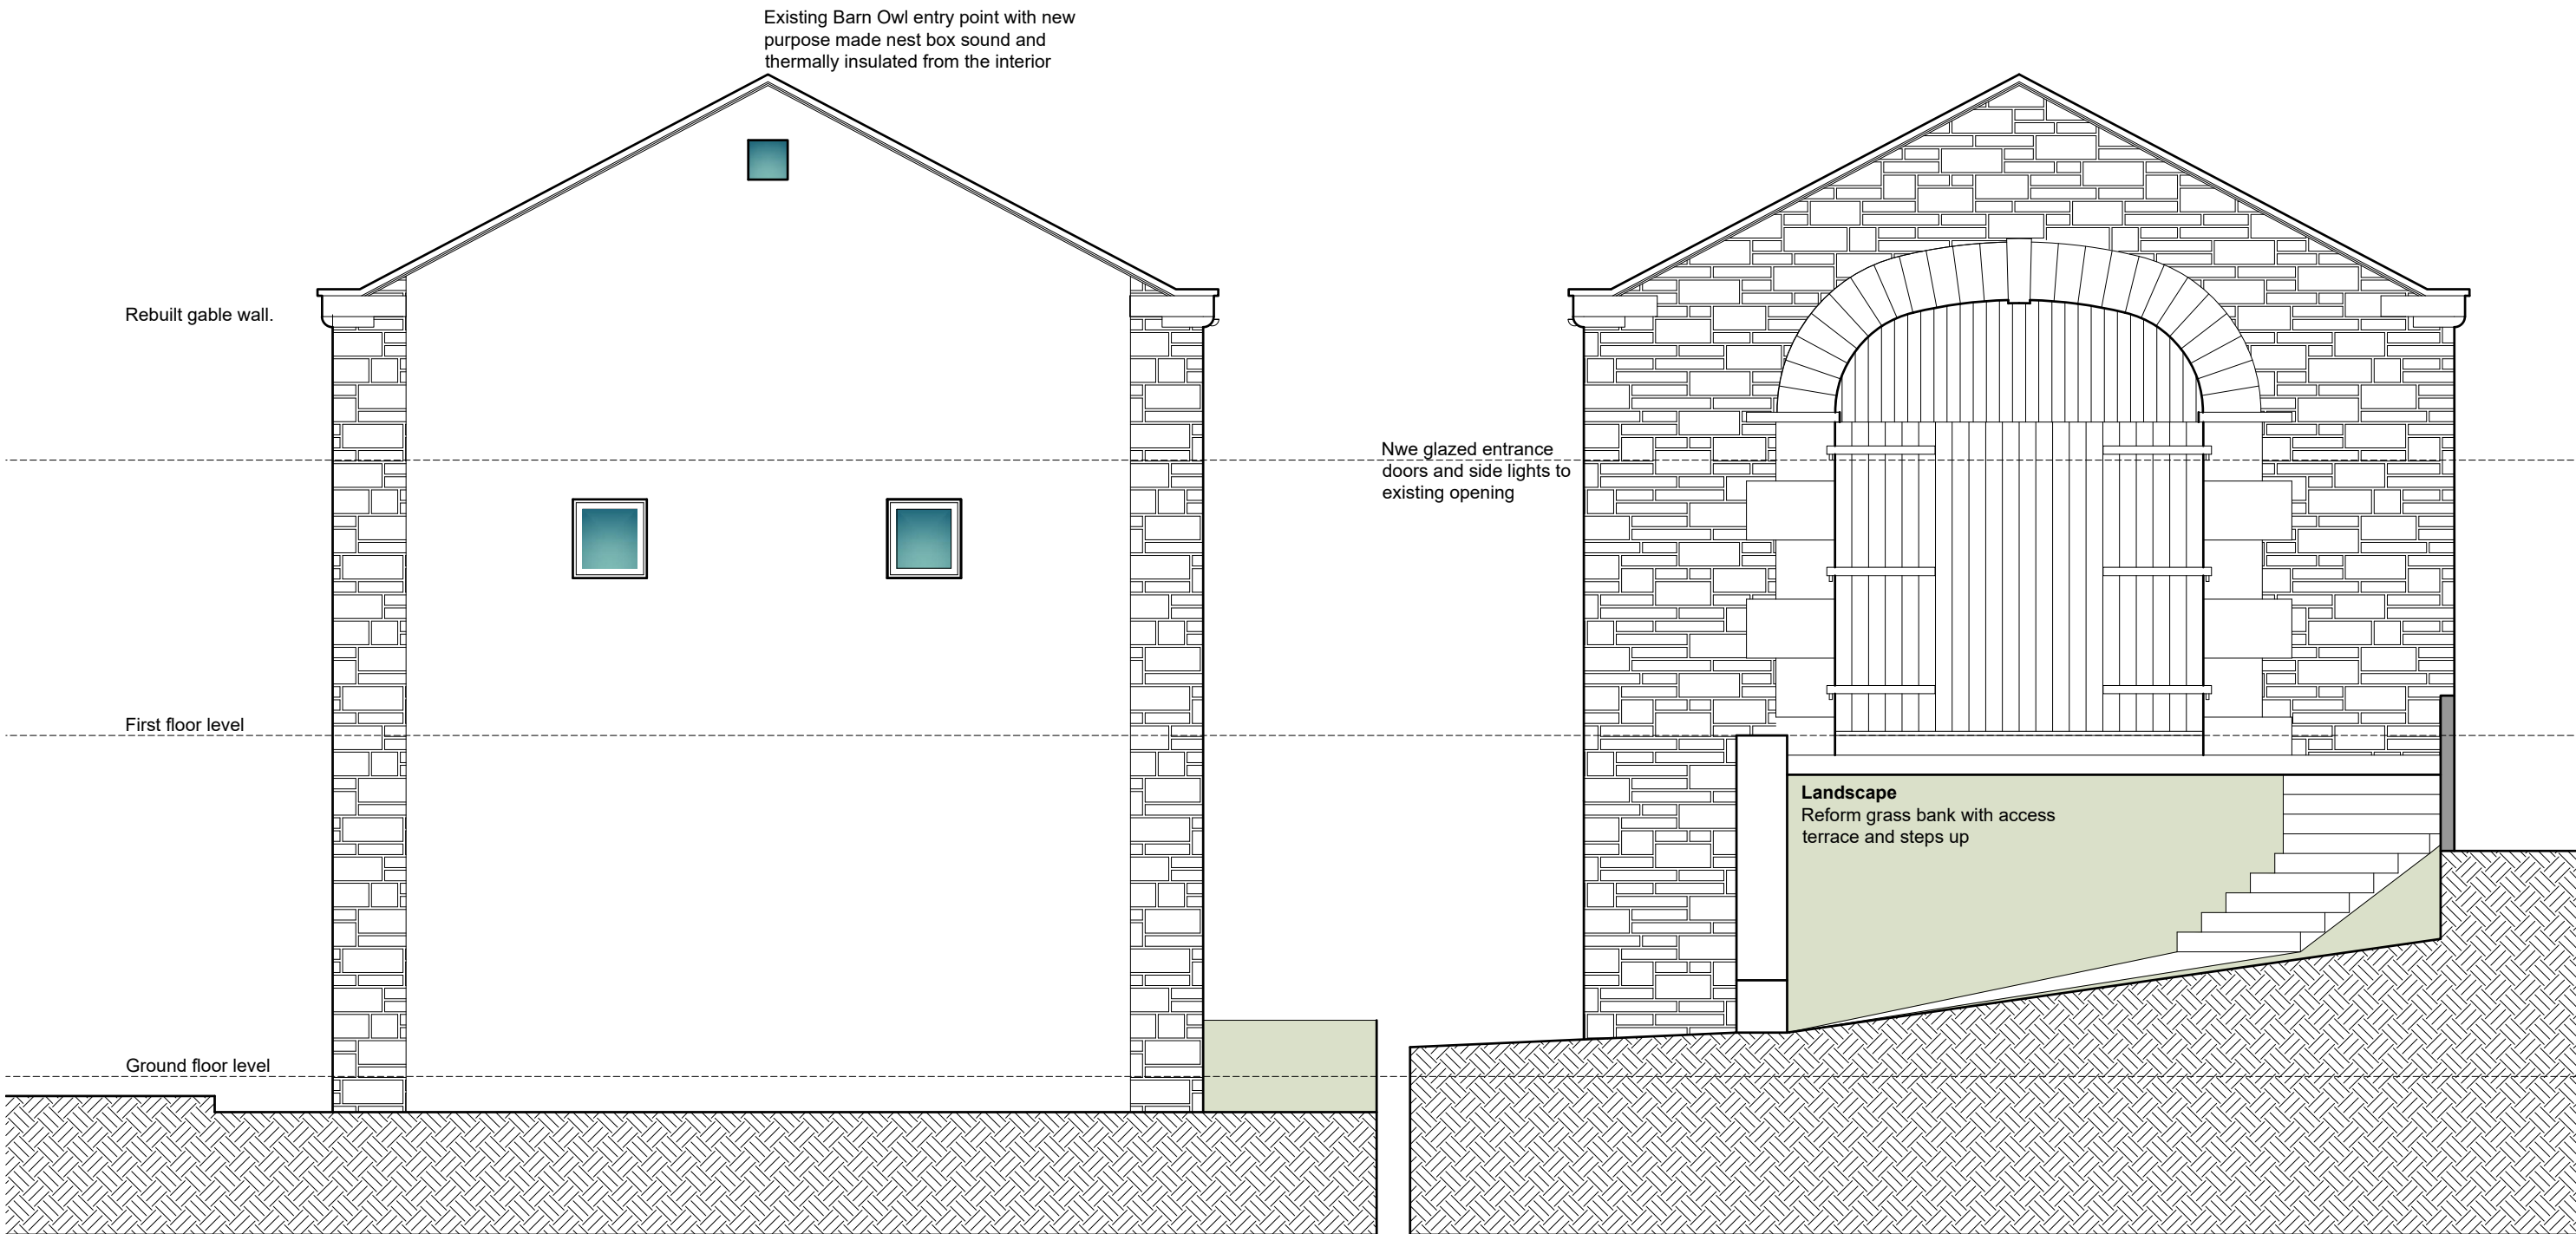 Existing Barn Owl entry point with new
purpose made nest box sound and
thermally insulated from the interior
Rebuilt gable wall.
First floor level
Ground floor level
Nwe glazed entrance
doors and side lights to
existing opening
Landscape
Reform grass bank with access
terrace and steps up